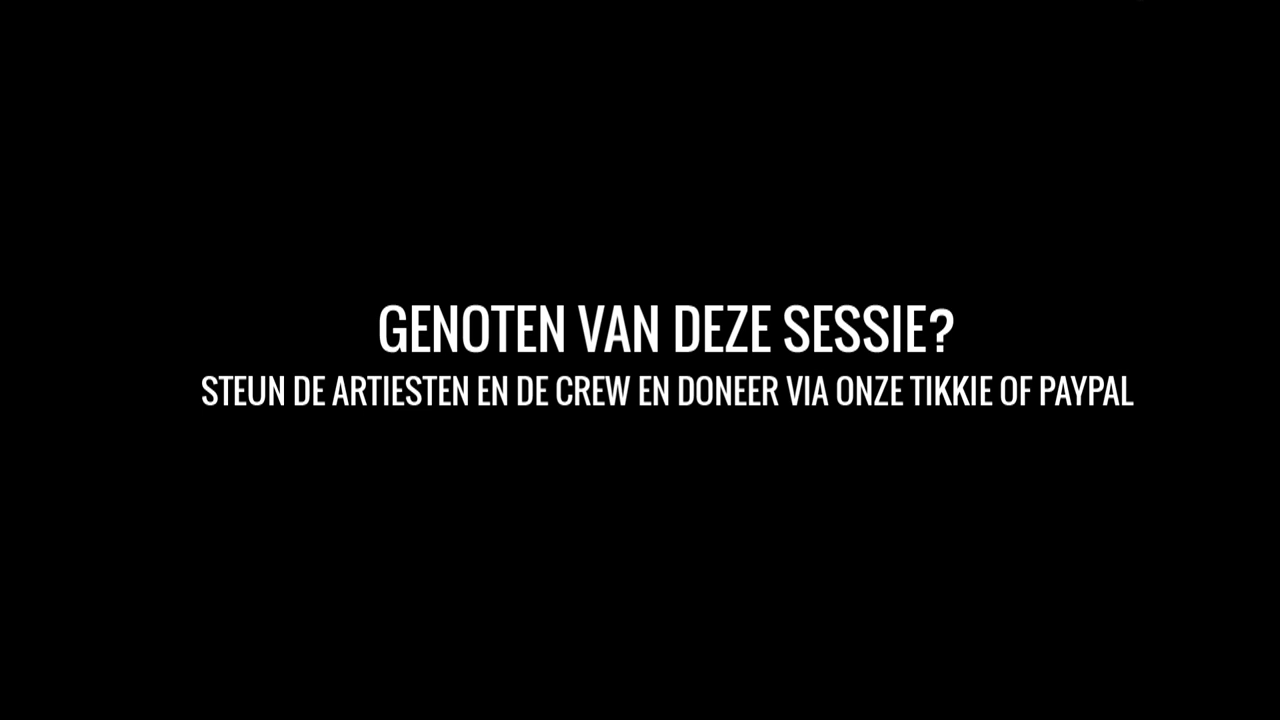 GENOTEN VAN DEZE SESSIE?
STEUN DE ARTIESTEN EN DE CREW EN DONEER VIA ONZE TIKKIE OF PAYPAL